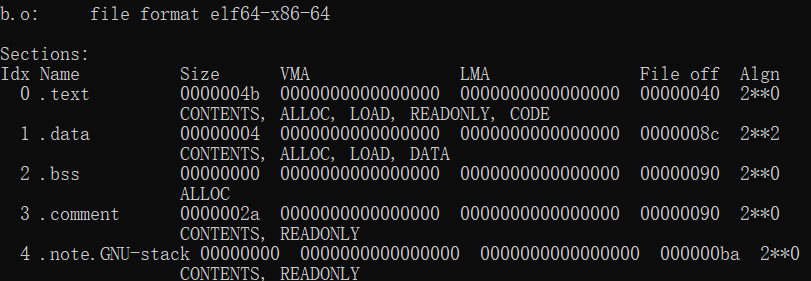 b.o:     file format elf64-x86-64
Sections:
Idx Name          Size      VMA               LMA               File off  Algn
  0 .text         0000004b  0000000000000000  0000000000000000  00000040  2**0
                  CONTENTS, ALLOC, LOAD, READONLY, CODE
  1 .data         00000004  0000000000000000  0000000000000000  0000008c  2**2
                  CONTENTS, ALLOC, LOAD, DATA
  2 .bss          00000000  0000000000000000  0000000000000000  00000090  2**0
                  ALLOC
  3 .comment      0000002a  0000000000000000  0000000000000000  00000090  2**0
                  CONTENTS, READONLY
  4 .note.GNU-stack 00000000  0000000000000000  0000000000000000  000000ba  2**0
                  CONTENTS, READONLY